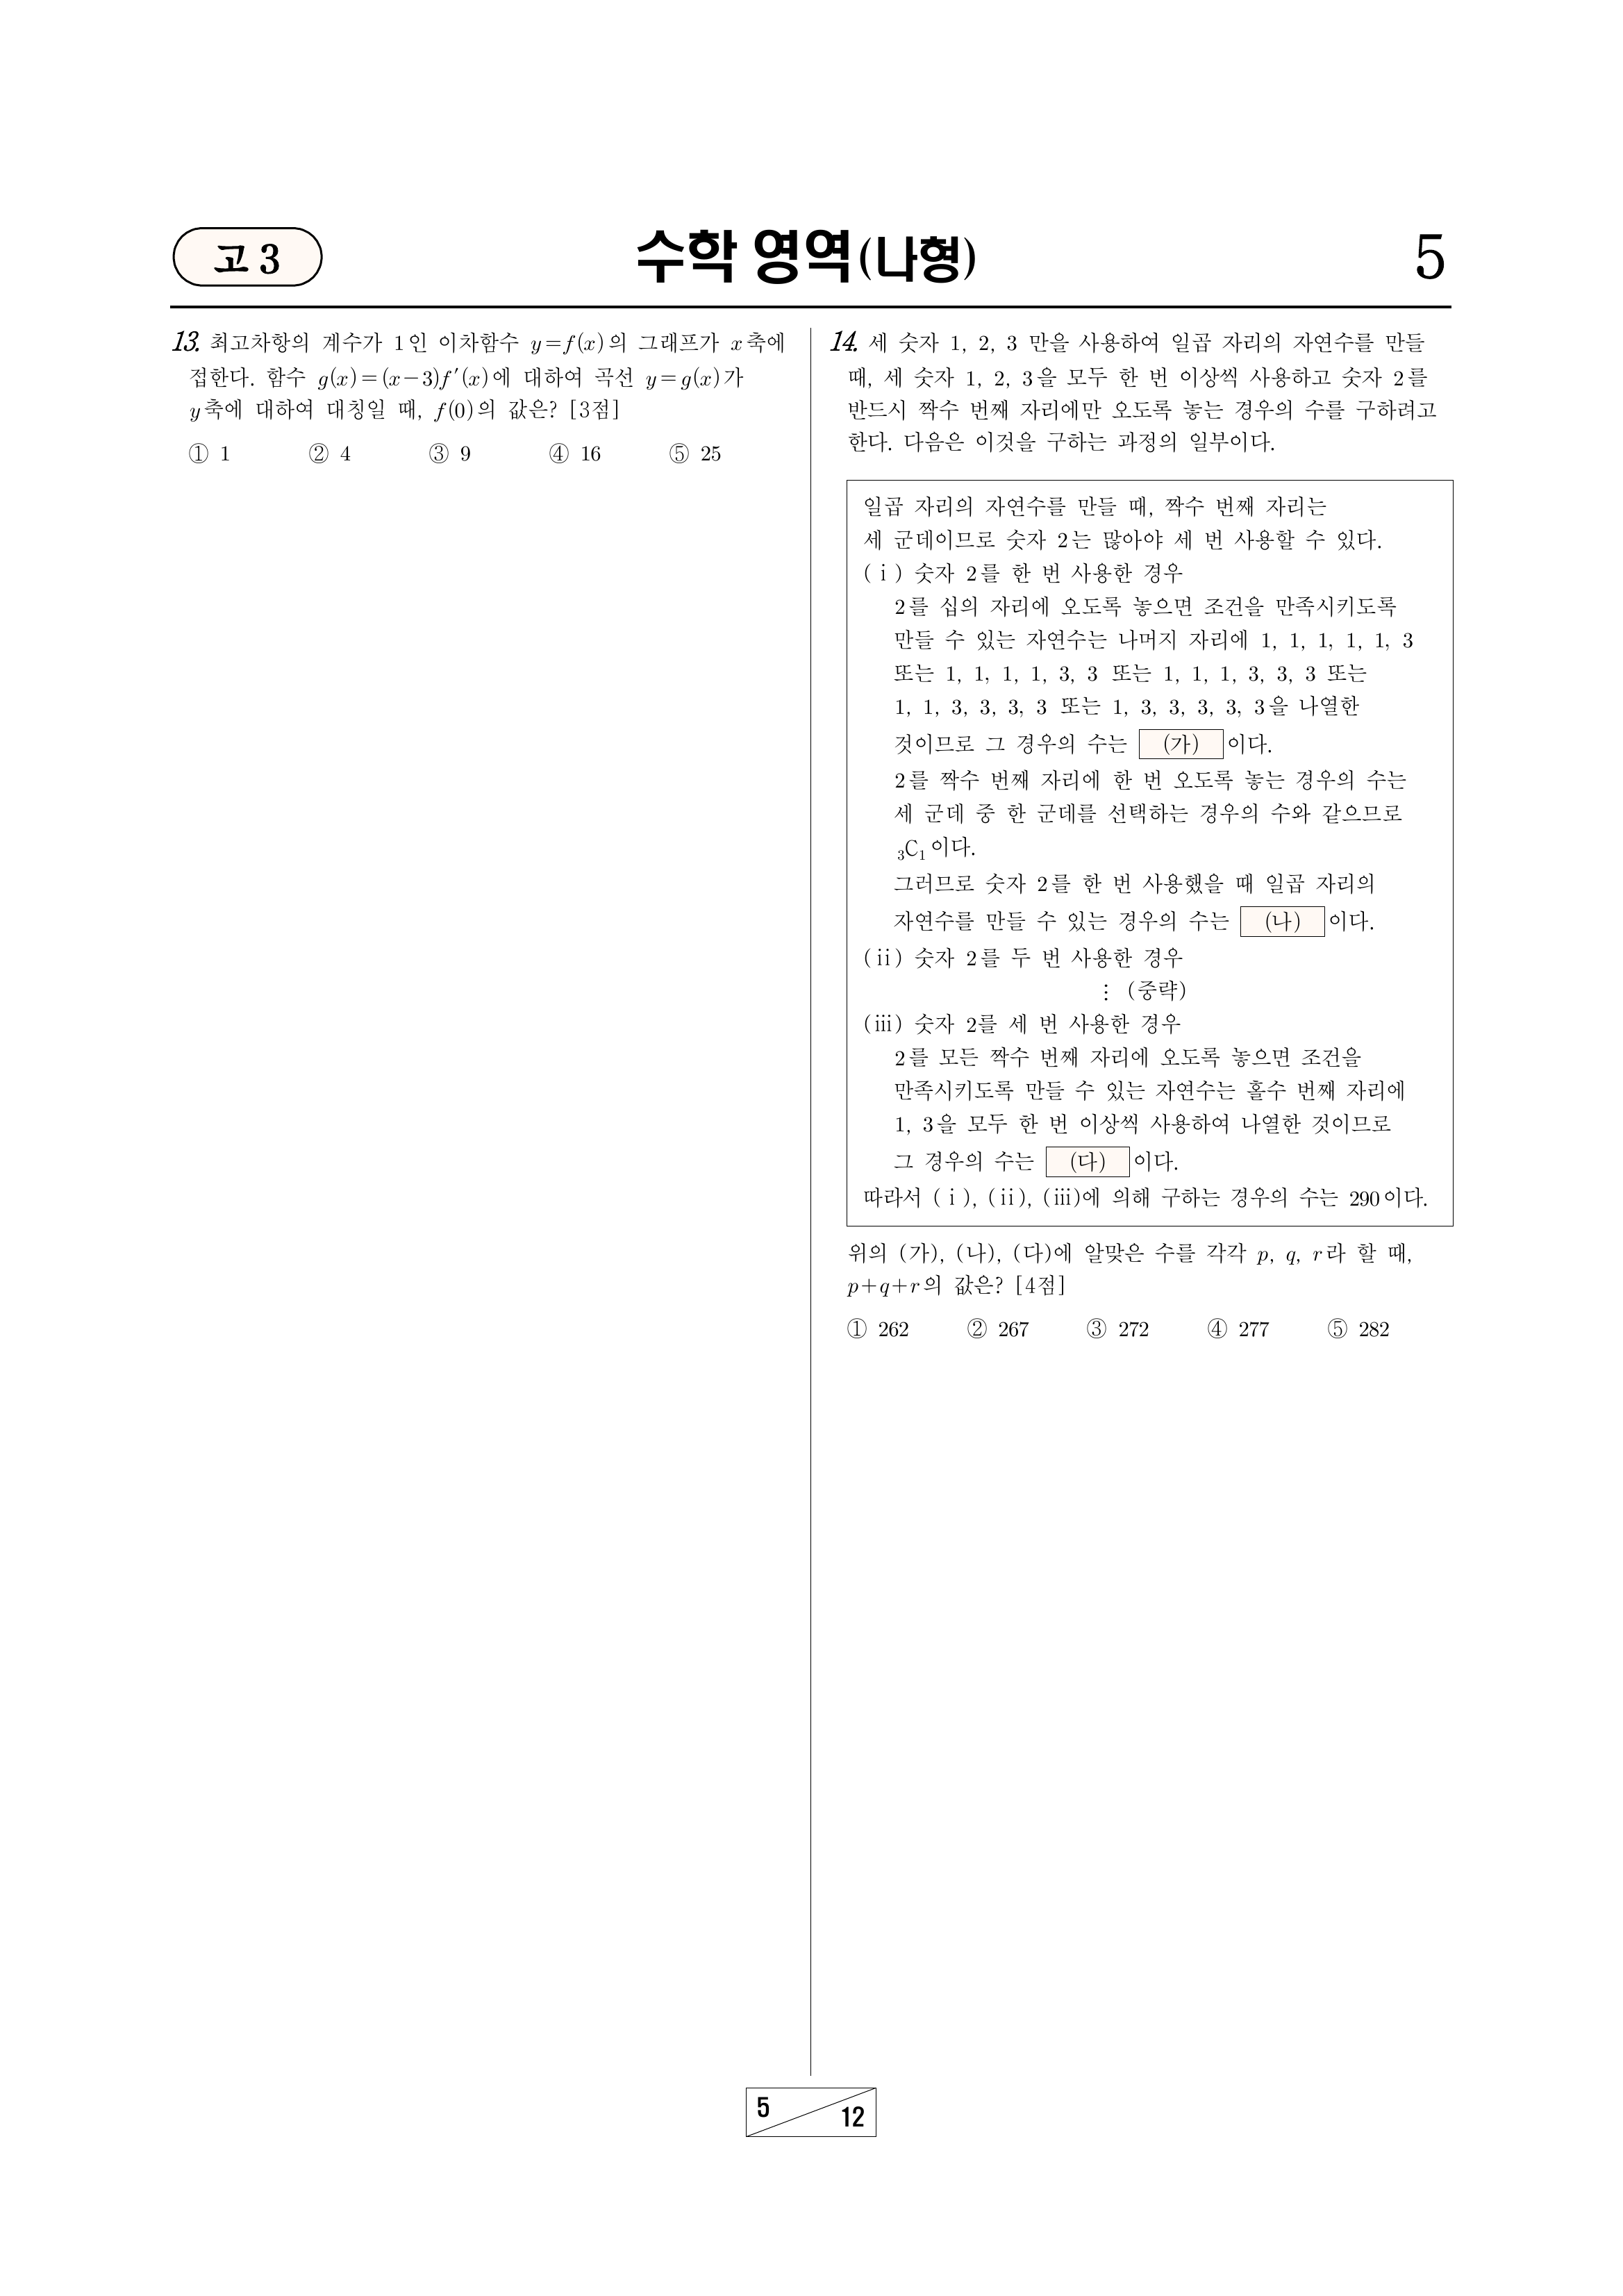 고 3
수학 영역(나형)
5
13. 최고차항의 계수가 1인 이차함수 y=f(x)의 그래프가 x축에
접한다. 함수 g(x)=(x-3)f′(x)에 대하여 곡선 y=g(x)가
y축에 대하여 대칭일 때, f(0)의 값은? [3점]
① 1 ② 4 ③ 9 ④ 16 ⑤ 25
14. 세 숫자 1, 2, 3 만을 사용하여 일곱 자리의 자연수를 만들
때, 세 숫자 1, 2, 3을 모두 한 번 이상씩 사용하고 숫자 2를
반드시 짝수 번째 자리에만 오도록 놓는 경우의 수를 구하려고
한다. 다음은 이것을 구하는 과정의 일부이다.
일곱 자리의 자연수를 만들 때, 짝수 번째 자리는
세 군데이므로 숫자 2는 많아야 세 번 사용할 수 있다.
(ⅰ) 숫자 2를 한 번 사용한 경우
2를 십의 자리에 오도록 놓으면 조건을 만족시키도록
만들 수 있는 자연수는 나머지 자리에 1, 1, 1, 1, 1, 3
또는 1, 1, 1, 1, 3, 3 또는 1, 1, 1, 3, 3, 3 또는
1, 1, 3, 3, 3, 3 또는 1, 3, 3, 3, 3, 3을 나열한
것이므로 그 경우의 수는 (가) 이다.
2를 짝수 번째 자리에 한 번 오도록 놓는 경우의 수는
세 군데 중 한 군데를 선택하는 경우의 수와 같으므로
₃C₁이다.
그러므로 숫자 2를 한 번 사용했을 때 일곱 자리의
자연수를 만들 수 있는 경우의 수는 (나) 이다.
(ⅱ) 숫자 2를 두 번 사용한 경우
⋮ (중략)
(ⅲ) 숫자 2를 세 번 사용한 경우
2를 모든 짝수 번째 자리에 오도록 놓으면 조건을
만족시키도록 만들 수 있는 자연수는 홀수 번째 자리에
1, 3을 모두 한 번 이상씩 사용하여 나열한 것이므로
그 경우의 수는 (다) 이다.
따라서 (ⅰ), (ⅱ), (ⅲ)에 의해 구하는 경우의 수는 290이다.
위의 (가), (나), (다)에 알맞은 수를 각각 p, q, r라 할 때,
p+q+r의 값은? [4점]
① 262 ② 267 ③ 272 ④ 277 ⑤ 282
5
12